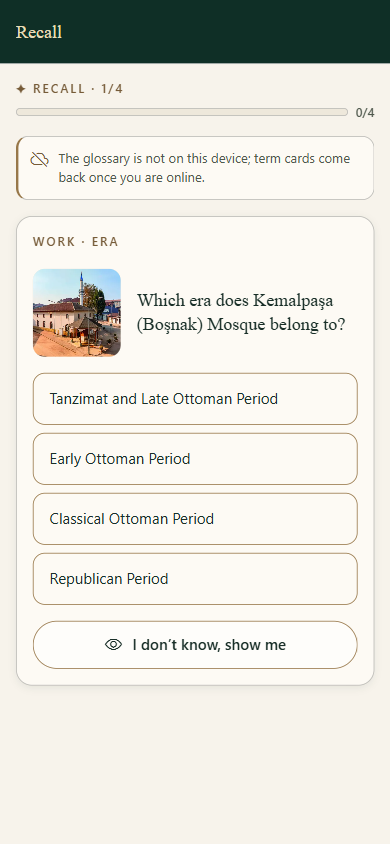 Recall
✦ RECALL · 1/4
0/4
The glossary is not on this device; term cards come
back once you are online.
WORK · ERA
Which era does Kemalpaşa
(Boşnak) Mosque belong to?
Tanzimat and Late Ottoman Period
Early Ottoman Period
Classical Ottoman Period
Republican Period
I don’t know, show me